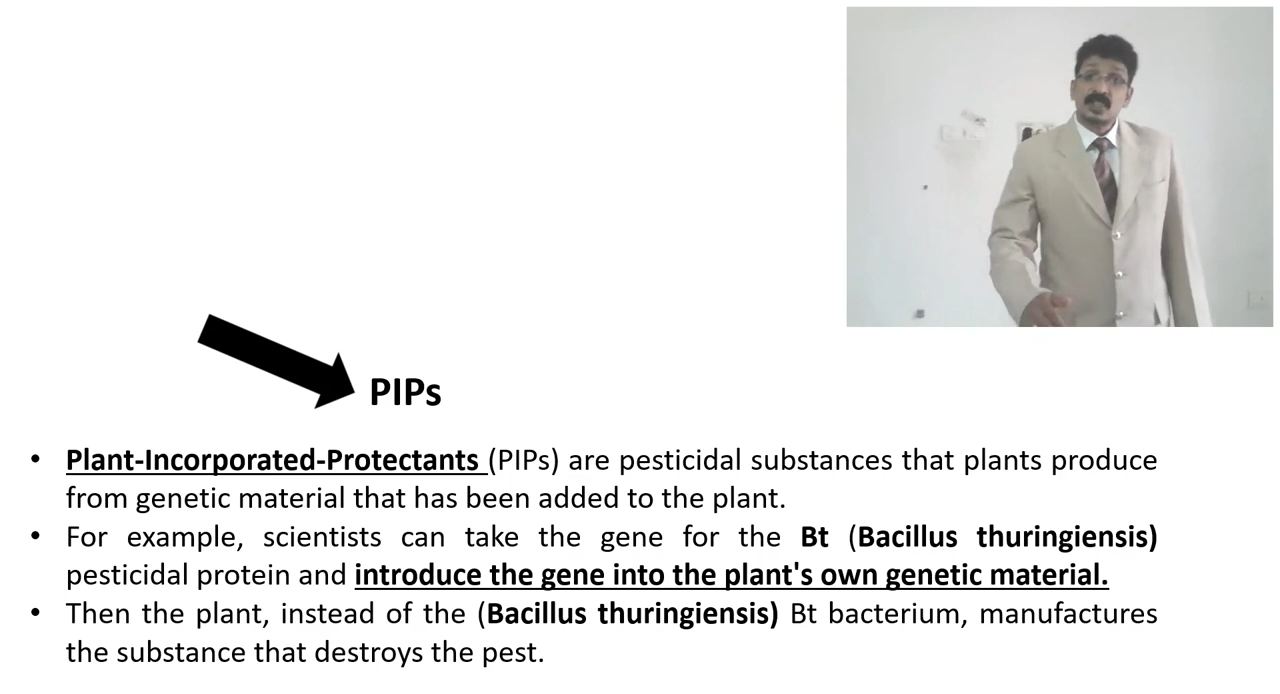 PIPs
• Plant-Incorporated-Protectants (PIPs) are pesticidal substances that plants produce
from genetic material that has been added to the plant.
• For example, scientists can take the gene for the Bt (Bacillus thuringiensis)
pesticidal protein and introduce the gene into the plant's own genetic material.
• Then the plant, instead of the (Bacillus thuringiensis) Bt bacterium, manufactures
the substance that destroys the pest.